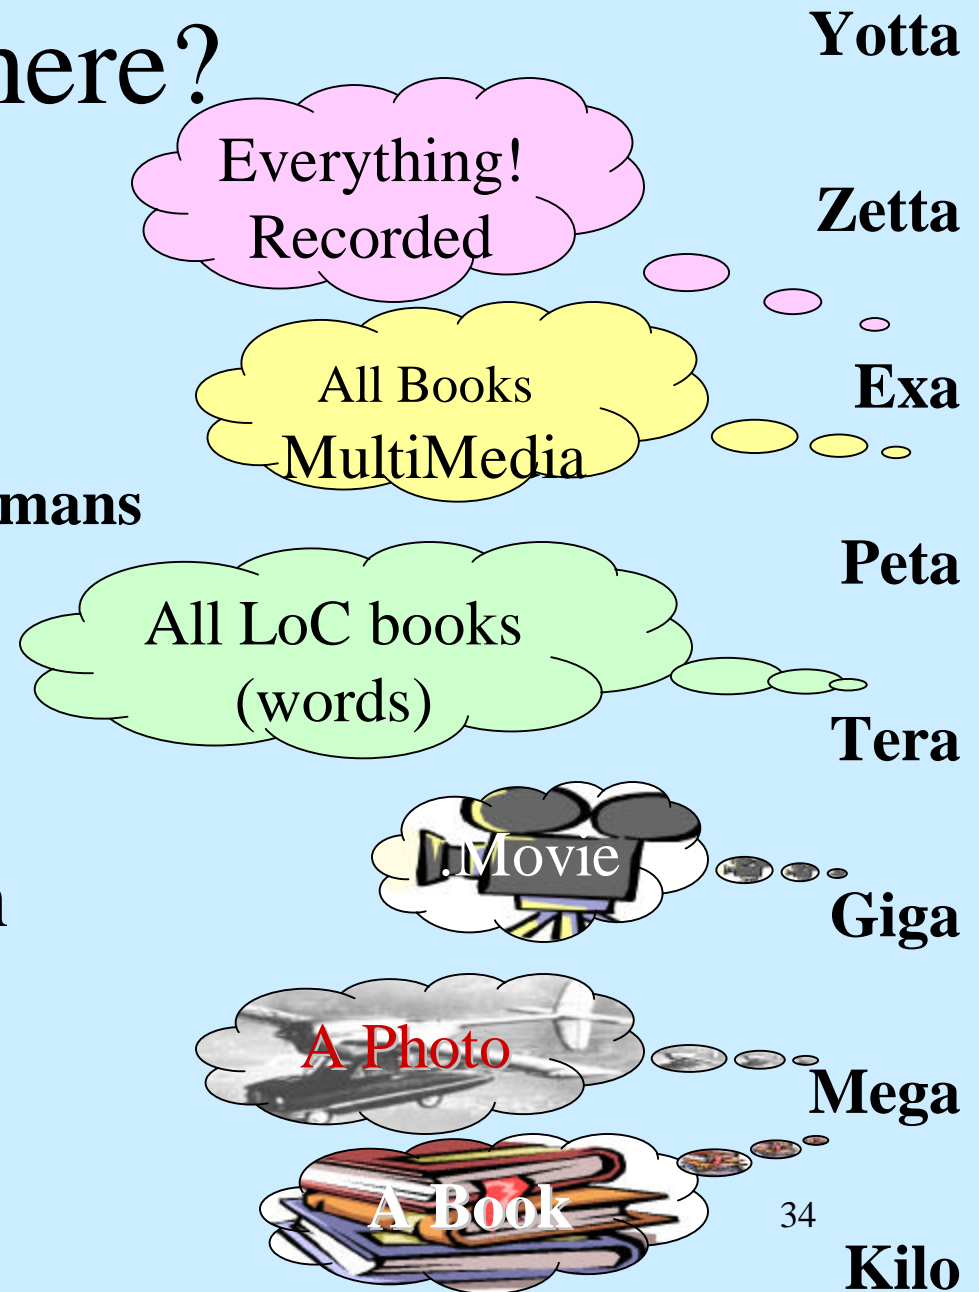 here?
Yotta
Everything!
Recorded
Zetta
All Books
MultiMedia
Exa
mans
Peta
All LoC books
(words)
Tera
.Movie
Giga
A Photo
Mega
A Book
34
Kilo